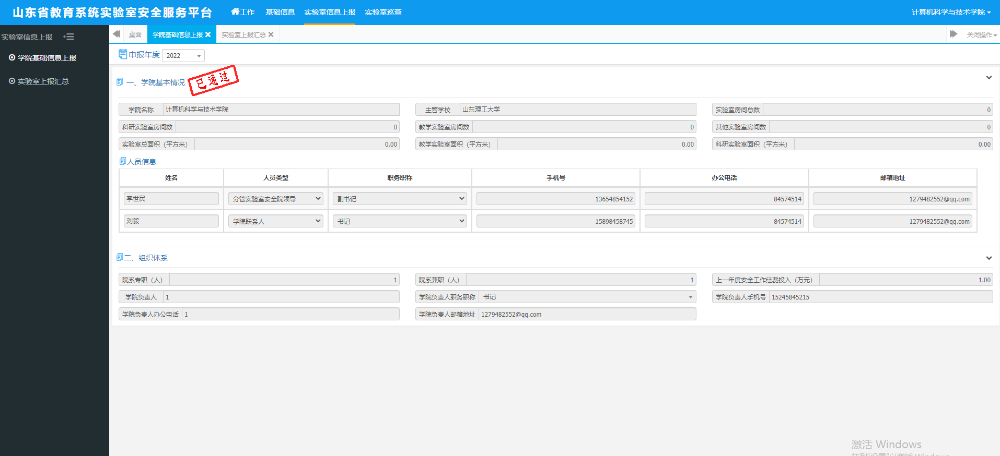 山东省教育系统实验室安全服务平台 工作 基础信息 实验室信息上报 实验室巡查 计算机科学与技术学院
实验室信息上报
学院基础信息上报
实验室上报汇总
桌面 学院基础信息上报 实验室上报汇总 关闭操作
申报年度 2022
一、学院基本情况 已通过
学院名称 计算机科学与技术学院 主管学校 山东理工大学 实验室房间总数 0
科研实验室房间数 0 教学实验室房间数 0 其他实验室房间数 0
实验室总面积（平方米） 0.00 教学实验室面积（平方米） 0.00 科研实验室面积（平方米） 0.00
人员信息
姓名 人员类型 职务职称 手机号 办公电话 邮箱地址
李世民 分管实验室安全院领导 副书记 13654854152 84574514 1279482552@qq.com
刘毅 学院联系人 书记 15898458745 84574514 1279482552@qq.com
二、组织体系
院系专职（人） 1 院系兼职（人） 1 上一年度安全工作经费投入（万元） 1.00
学院负责人 1 学院负责人职务职称 书记 学院负责人手机号 15245845215
学院负责人办公电话 1 学院负责人邮箱地址 1279482552@qq.com
激活 Windows
转到"设置"以激活 Windows